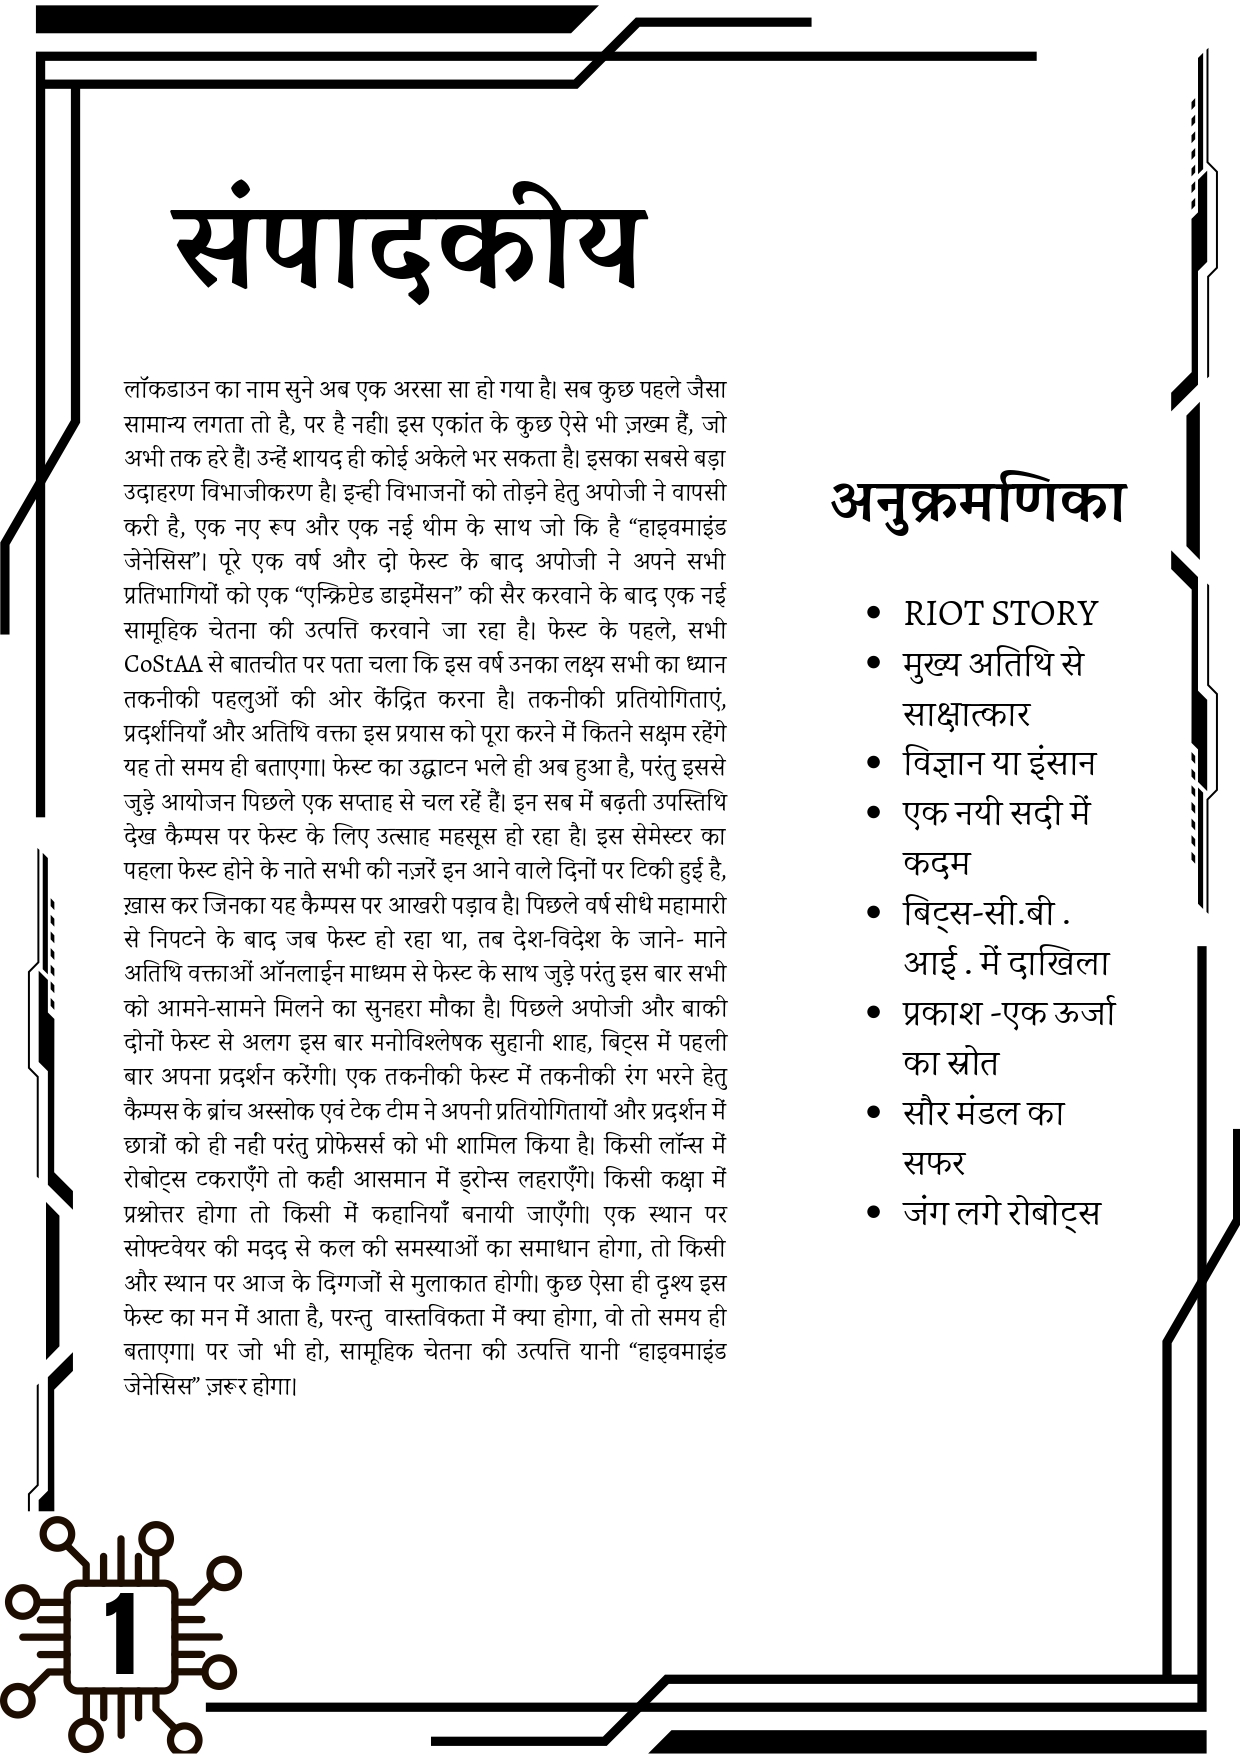 संपादकीय
लॉकडाउन का नाम सुने अब एक अरसा सा हो गया है। सब कुछ पहले जैसा
सामान्य लगता तो है, पर है नहीं। इस एकांत के कुछ ऐसे भी ज़ख्म हैं, जो
अभी तक हरे हैं। उन्हें शायद ही कोई अकेले भर सकता है। इसका सबसे बड़ा
उदाहरण विभाजीकरण है। इन्ही विभाजनों को तोड़ने हेतु अपोजी ने वापसी
करी है, एक नए रूप और एक नई थीम के साथ जो कि है “हाइवमाइंड
जेनेसिस”। पूरे एक वर्ष और दो फेस्ट के बाद अपोजी ने अपने सभी
प्रतिभागियों को एक “एन्क्रिप्टेड डाइमेंसन” की सैर करवाने के बाद एक नई
सामूहिक चेतना की उत्पत्ति करवाने जा रहा है। फेस्ट के पहले, सभी
CoStAA से बातचीत पर पता चला कि इस वर्ष उनका लक्ष्य सभी का ध्यान
तकनीकी पहलुओं की ओर केंद्रित करना है। तकनीकी प्रतियोगिताएं,
प्रदर्शनियाँ और अतिथि वक्ता इस प्रयास को पूरा करने में कितने सक्षम रहेंगे
यह तो समय ही बताएगा। फेस्ट का उद्घाटन भले ही अब हुआ है, परंतु इससे
जुड़े आयोजन पिछले एक सप्ताह से चल रहें हैं। इन सब में बढ़ती उपस्तिथि
देख कैम्पस पर फेस्ट के लिए उत्साह महसूस हो रहा है। इस सेमेस्टर का
पहला फेस्ट होने के नाते सभी की नज़रें इन आने वाले दिनों पर टिकी हुई है,
ख़ास कर जिनका यह कैम्पस पर आखरी पड़ाव है। पिछले वर्ष सीधे महामारी
से निपटने के बाद जब फेस्ट हो रहा था, तब देश-विदेश के जाने- माने
अतिथि वक्ताओं ऑनलाईन माध्यम से फेस्ट के साथ जुड़े परंतु इस बार सभी
को आमने-सामने मिलने का सुनहरा मौका है। पिछले अपोजी और बाकी
दोनों फेस्ट से अलग इस बार मनोविश्लेषक सुहानी शाह, बिट्स में पहली
बार अपना प्रदर्शन करेंगी। एक तकनीकी फेस्ट में तकनीकी रंग भरने हेतु
कैम्पस के ब्रांच अस्सोक एवं टेक टीम ने अपनी प्रतियोगितायों और प्रदर्शन में
छात्रों को ही नहीं परंतु प्रोफेसर्स को भी शामिल किया है। किसी लॉन्स में
रोबोट्स टकराएँगे तो कहीं आसमान में ड्रोन्स लहराएँगे। किसी कक्षा में
प्रश्नोत्तर होगा तो किसी में कहानियाँ बनायी जाएँगी। एक स्थान पर
सोफ्टवेयर की मदद से कल की समस्याओं का समाधान होगा, तो किसी
और स्थान पर आज के दिग्गजों से मुलाकात होगी। कुछ ऐसा ही दृश्य इस
फेस्ट का मन में आता है, परन्तु वास्तविकता में क्या होगा, वो तो समय ही
बताएगा। पर जो भी हो, सामूहिक चेतना की उत्पत्ति यानी “हाइवमाइंड
जेनेसिस” ज़रूर होगा।
अनुक्रमणिका
• RIOT STORY
• मुख्य अतिथि से
साक्षात्कार
• विज्ञान या इंसान
• एक नयी सदी में
कदम
• बिट्स-सी.बी .
आई . में दाखिला
• प्रकाश -एक ऊर्जा
का स्रोत
• सौर मंडल का
सफर
• जंग लगे रोबोट्स
1